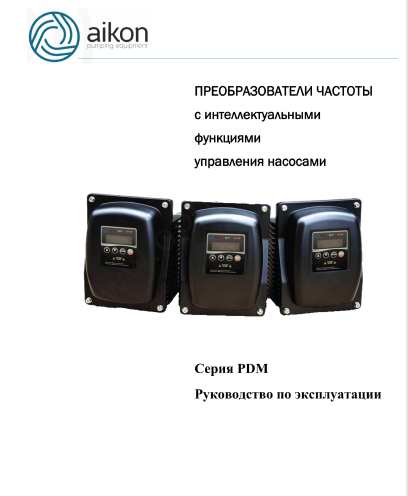 aikon
pumping equipment
ПРЕОБРАЗОВАТЕЛИ ЧАСТОТЫ
с интеллектуальными
функциями
управления насосами
Серия PDM
Руководство по эксплуатации